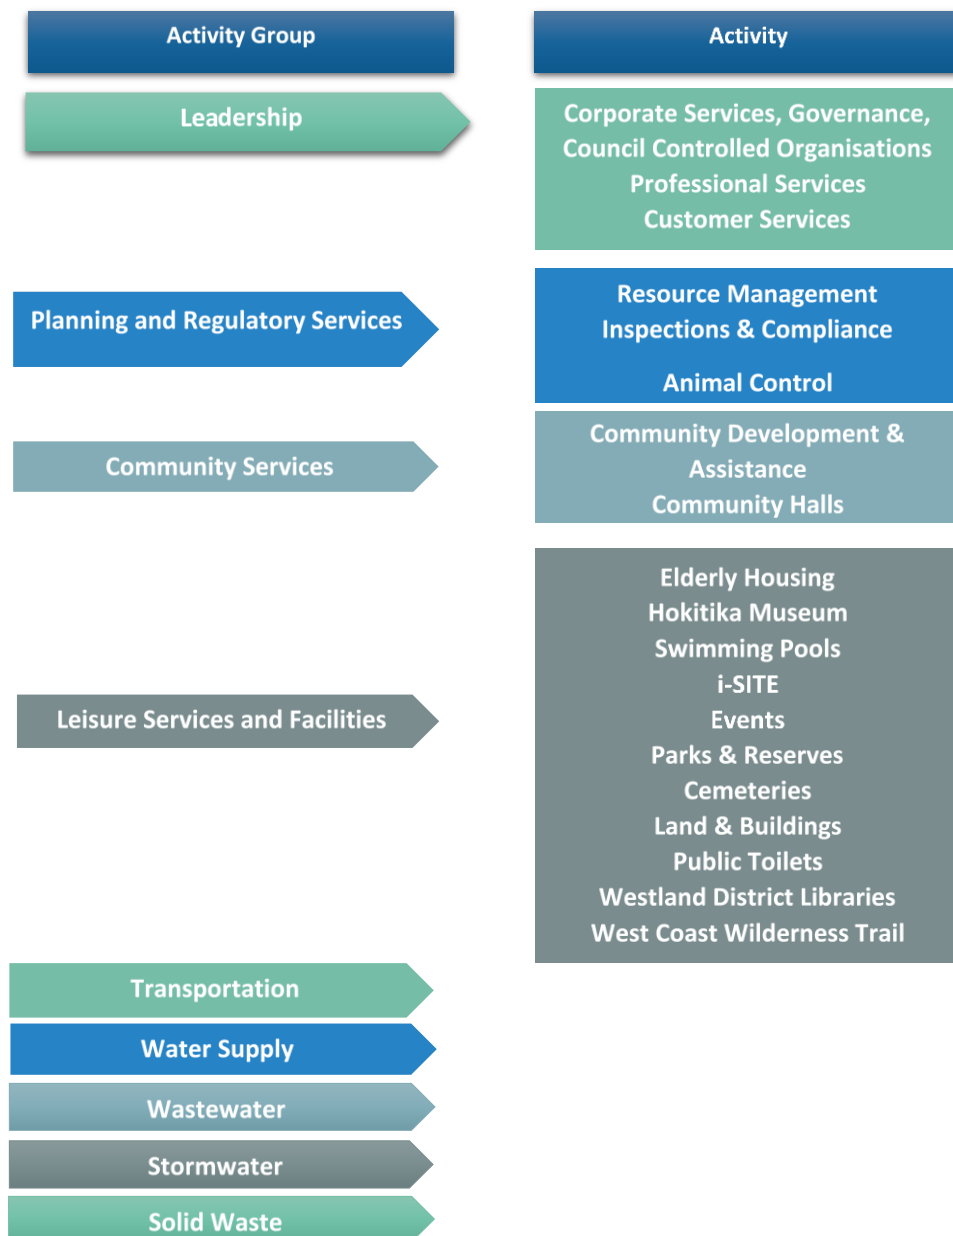 Activity Group
Activity
Leadership
Corporate Services, Governance,
Council Controlled Organisations
Professional Services
Customer Services
Planning and Regulatory Services
Resource Management
Inspections & Compliance
Animal Control
Community Services
Community Development &
Assistance
Community Halls
Leisure Services and Facilities
Elderly Housing
Hokitika Museum
Swimming Pools
i-SITE
Events
Parks & Reserves
Cemeteries
Land & Buildings
Public Toilets
Westland District Libraries
West Coast Wilderness Trail
Transportation
Water Supply
Wastewater
Stormwater
Solid Waste